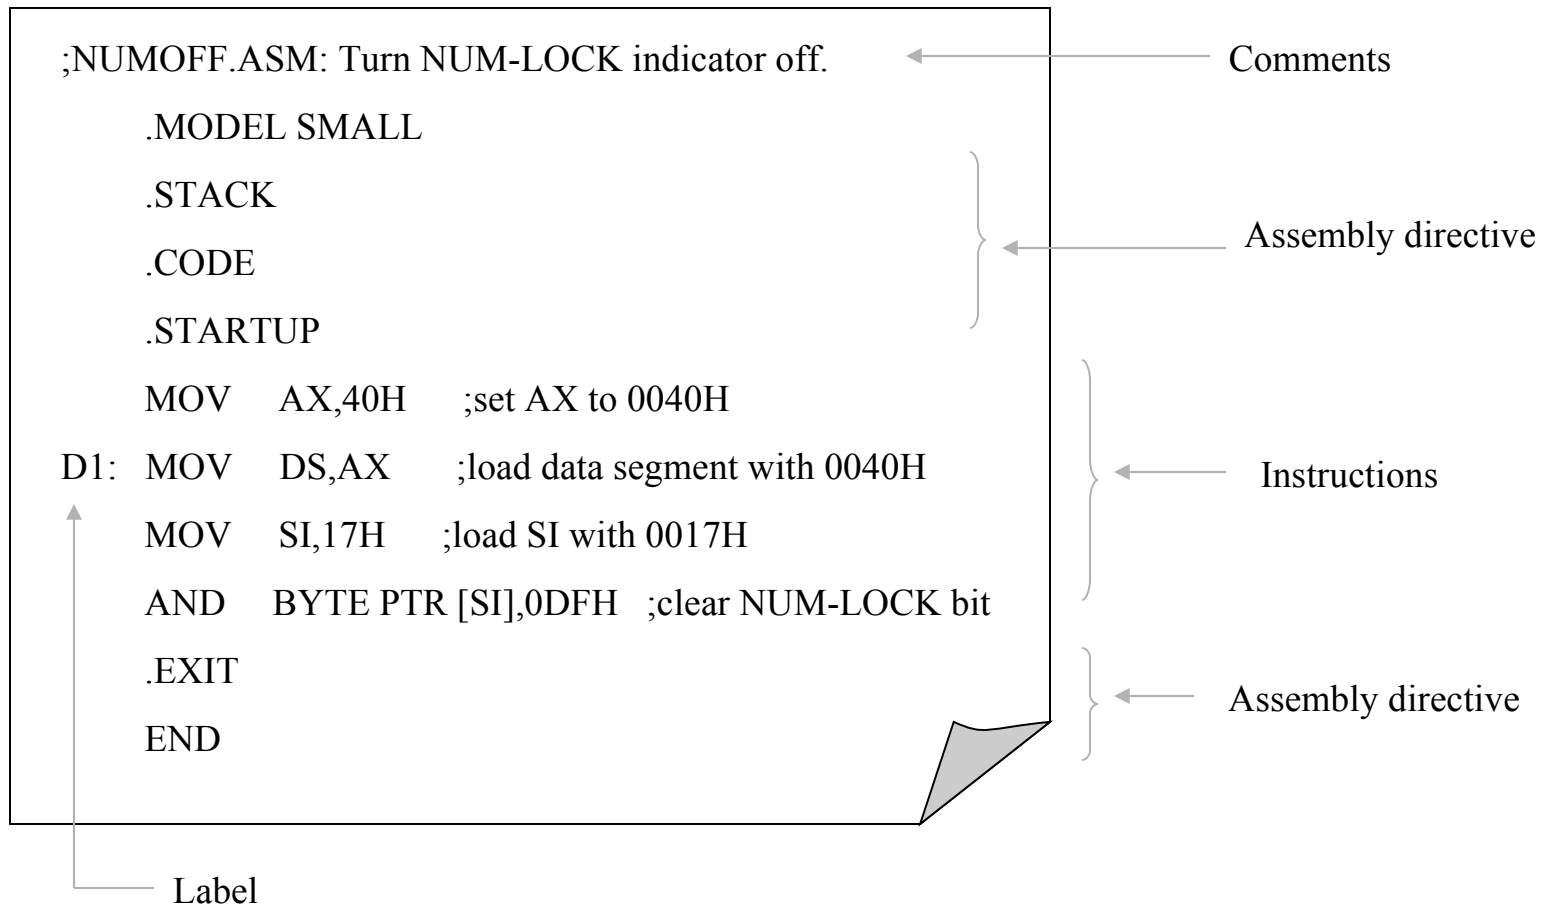 ;NUMOFF.ASM: Turn NUM-LOCK indicator off.
Comments
.MODEL SMALL
.STACK
Assembly directive
.CODE
.STARTUP
MOV AX,40H ;set AX to 0040H
D1: MOV DS,AX ;load data segment with 0040H
Instructions
MOV SI,17H ;load SI with 0017H
AND BYTE PTR [SI],0DFH ;clear NUM-LOCK bit
.EXIT
Assembly directive
END
Label